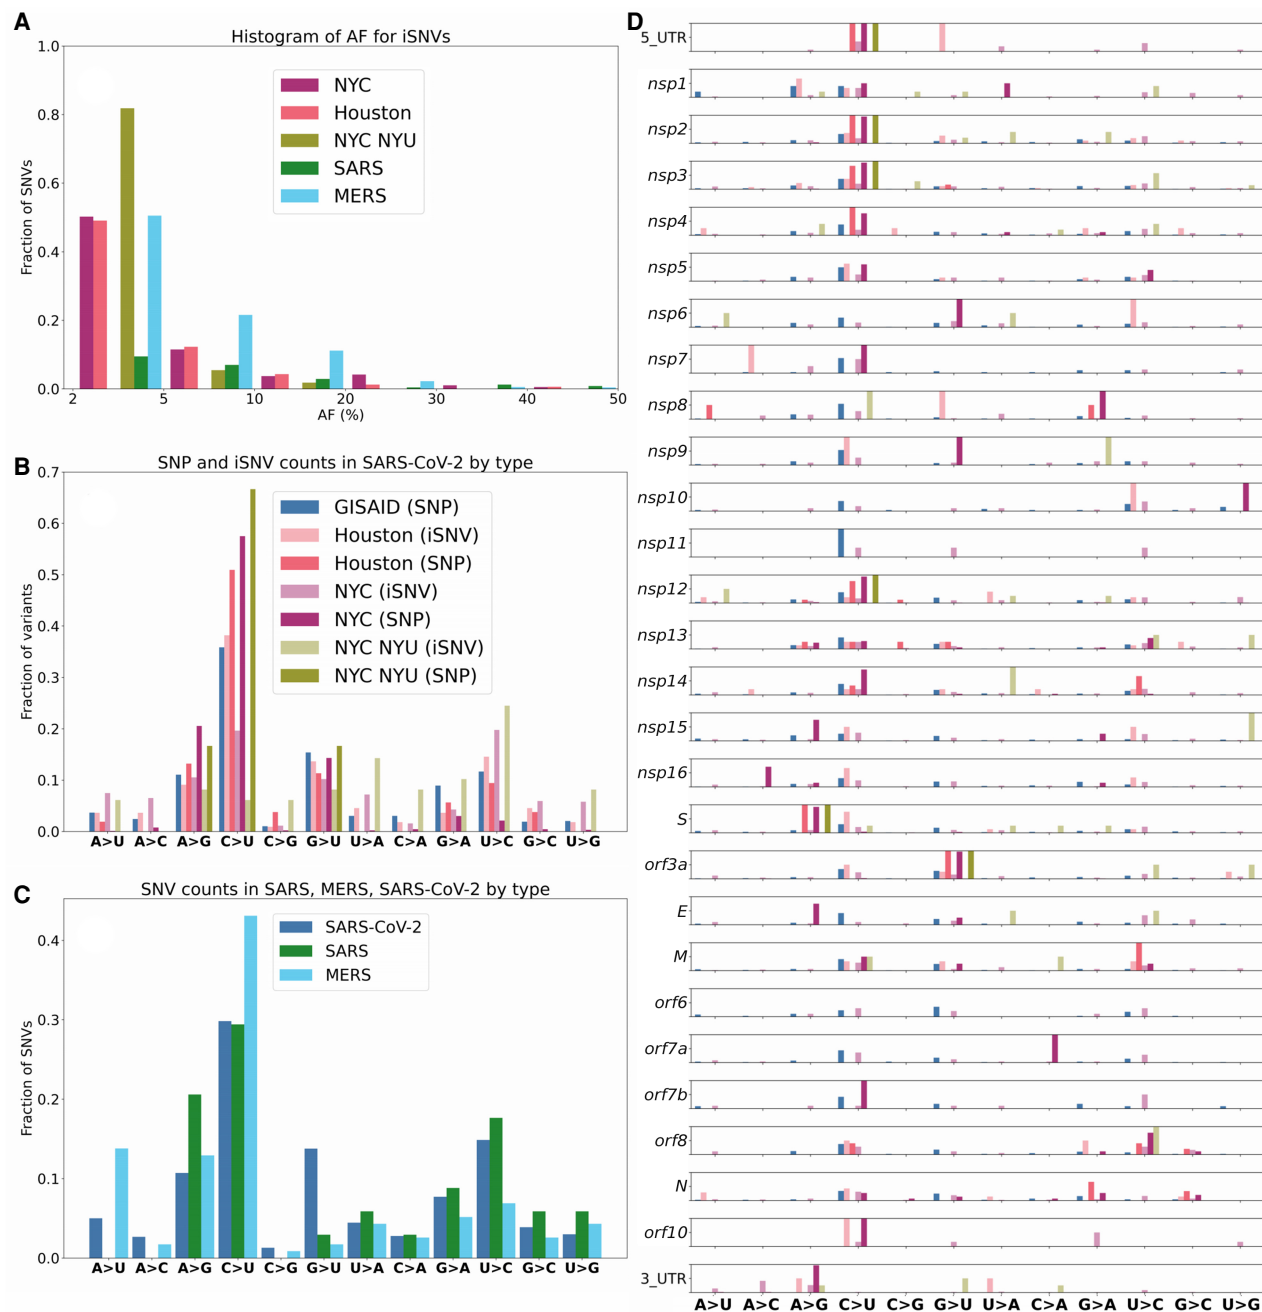 A
Histogram of AF for iSNVs
Fraction of SNVs
1.0
0.8
0.6
0.4
0.2
0.0
NYC
Houston
NYC NYU
SARS
MERS
2 5 10 20 30 40 50
AF (%)
B
SNP and iSNV counts in SARS-CoV-2 by type
Fraction of variants
0.7
0.6
0.5
0.4
0.3
0.2
0.1
0.0
GISAID (SNP)
Houston (iSNV)
Houston (SNP)
NYC (iSNV)
NYC (SNP)
NYC NYU (iSNV)
NYC NYU (SNP)
A>U A>C A>G C>U C>G G>U U>A C>A G>A U>C G>C U>G
C
SNV counts in SARS, MERS, SARS-CoV-2 by type
Fraction of SNVs
0.4
0.3
0.2
0.1
0.0
SARS-CoV-2
SARS
MERS
A>U A>C A>G C>U C>G G>U U>A C>A G>A U>C G>C U>G
D
5_UTR
nsp1
nsp2
nsp3
nsp4
nsp5
nsp6
nsp7
nsp8
nsp9
nsp10
nsp11
nsp12
nsp13
nsp14
nsp15
nsp16
S
orf3a
E
M
orf6
orf7a
orf7b
orf8
N
orf10
3_UTR
A>U A>C A>G C>U C>G G>U U>A C>A G>A U>C G>C U>G